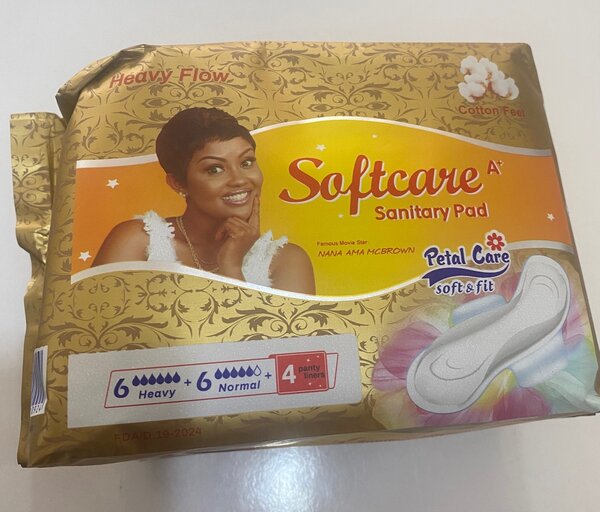 Heavy Flow
Cotton Feel
Softcare A+
Sanitary Pad
Famous Movie Star
NANA AMA MCBROWN
Petal Care
soft & fit
6 Heavy + 6 Normal + 4 panty liners